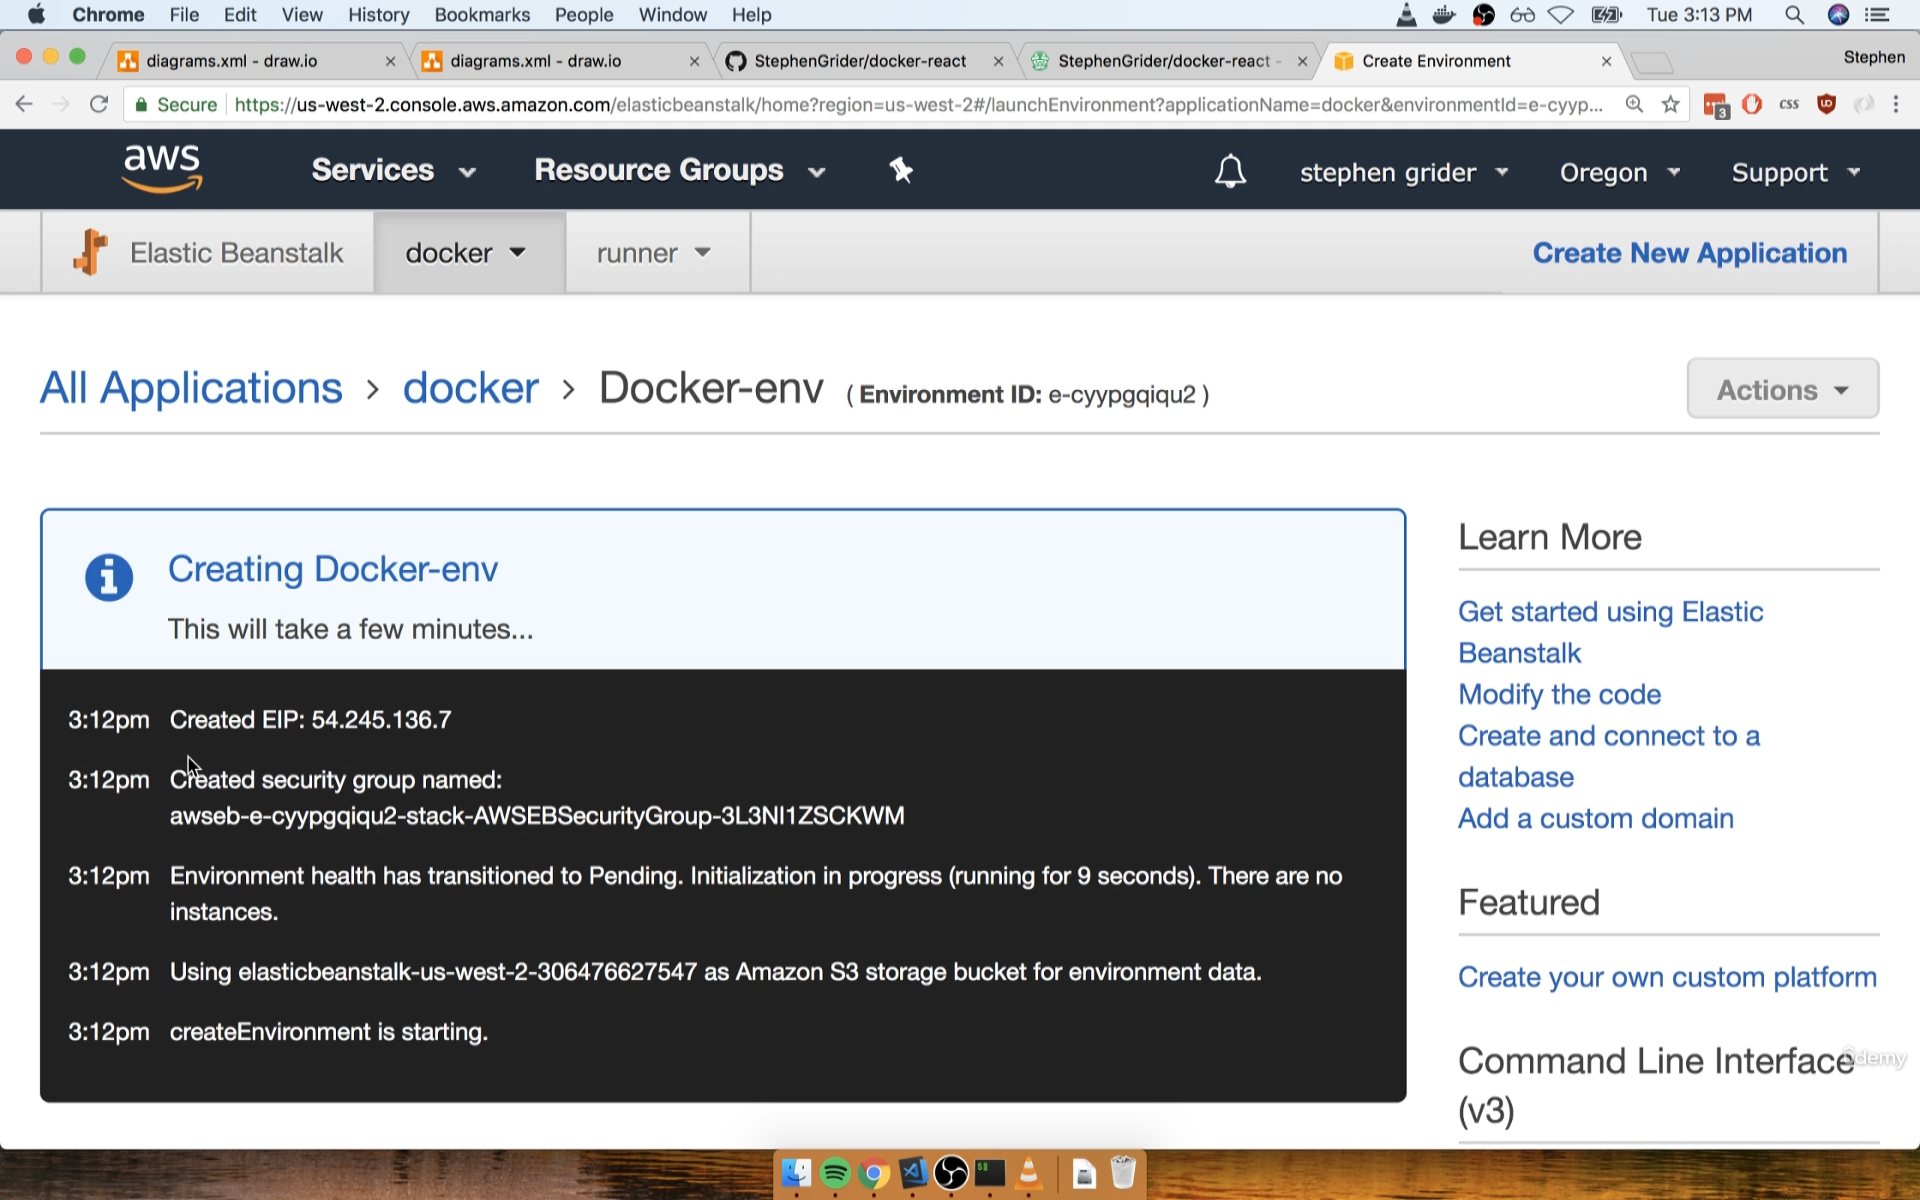 Chrome File Edit View History Bookmarks People Window Help Tue 3:13 PM
diagrams.xml - draw.io diagrams.xml - draw.io StephenGrider/docker-react StephenGrider/docker-react - Create Environment Stephen
Secure https://us-west-2.console.aws.amazon.com/elasticbeanstalk/home?region=us-west-2#/launchEnvironment?applicationName=docker&environmentId=e-cyyp... 3 CSS
aws Services Resource Groups stephen grider Oregon Support
Elastic Beanstalk docker runner Create New Application
All Applications > docker > Docker-env ( Environment ID: e-cyypgqiqu2 ) Actions
Creating Docker-env
This will take a few minutes...
3:12pm Created EIP: 54.245.136.7
3:12pm Created security group named:
awseb-e-cyypgqiqu2-stack-AWSEBSecurityGroup-3L3NI1ZSCKWM
3:12pm Environment health has transitioned to Pending. Initialization in progress (running for 9 seconds). There are no
instances.
3:12pm Using elasticbeanstalk-us-west-2-306476627547 as Amazon S3 storage bucket for environment data.
3:12pm createEnvironment is starting.
Learn More
Get started using Elastic
Beanstalk
Modify the code
Create and connect to a
database
Add a custom domain
Featured
Create your own custom platform
Command Line Interface
(v3)
Udemy